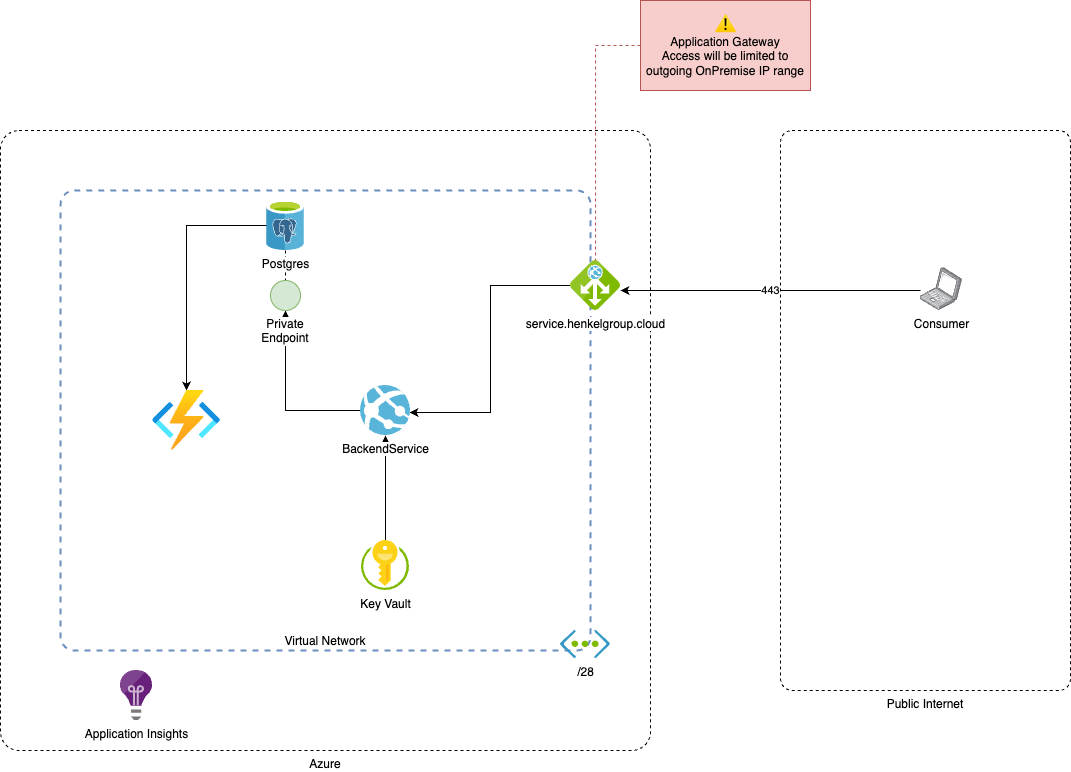 Application Gateway
Access will be limited to
outgoing OnPremise IP range
Postgres
Private
Endpoint
service.henkelgroup.cloud
443
Consumer
BackendService
Key Vault
Virtual Network
/28
Application Insights
Azure
Public Internet